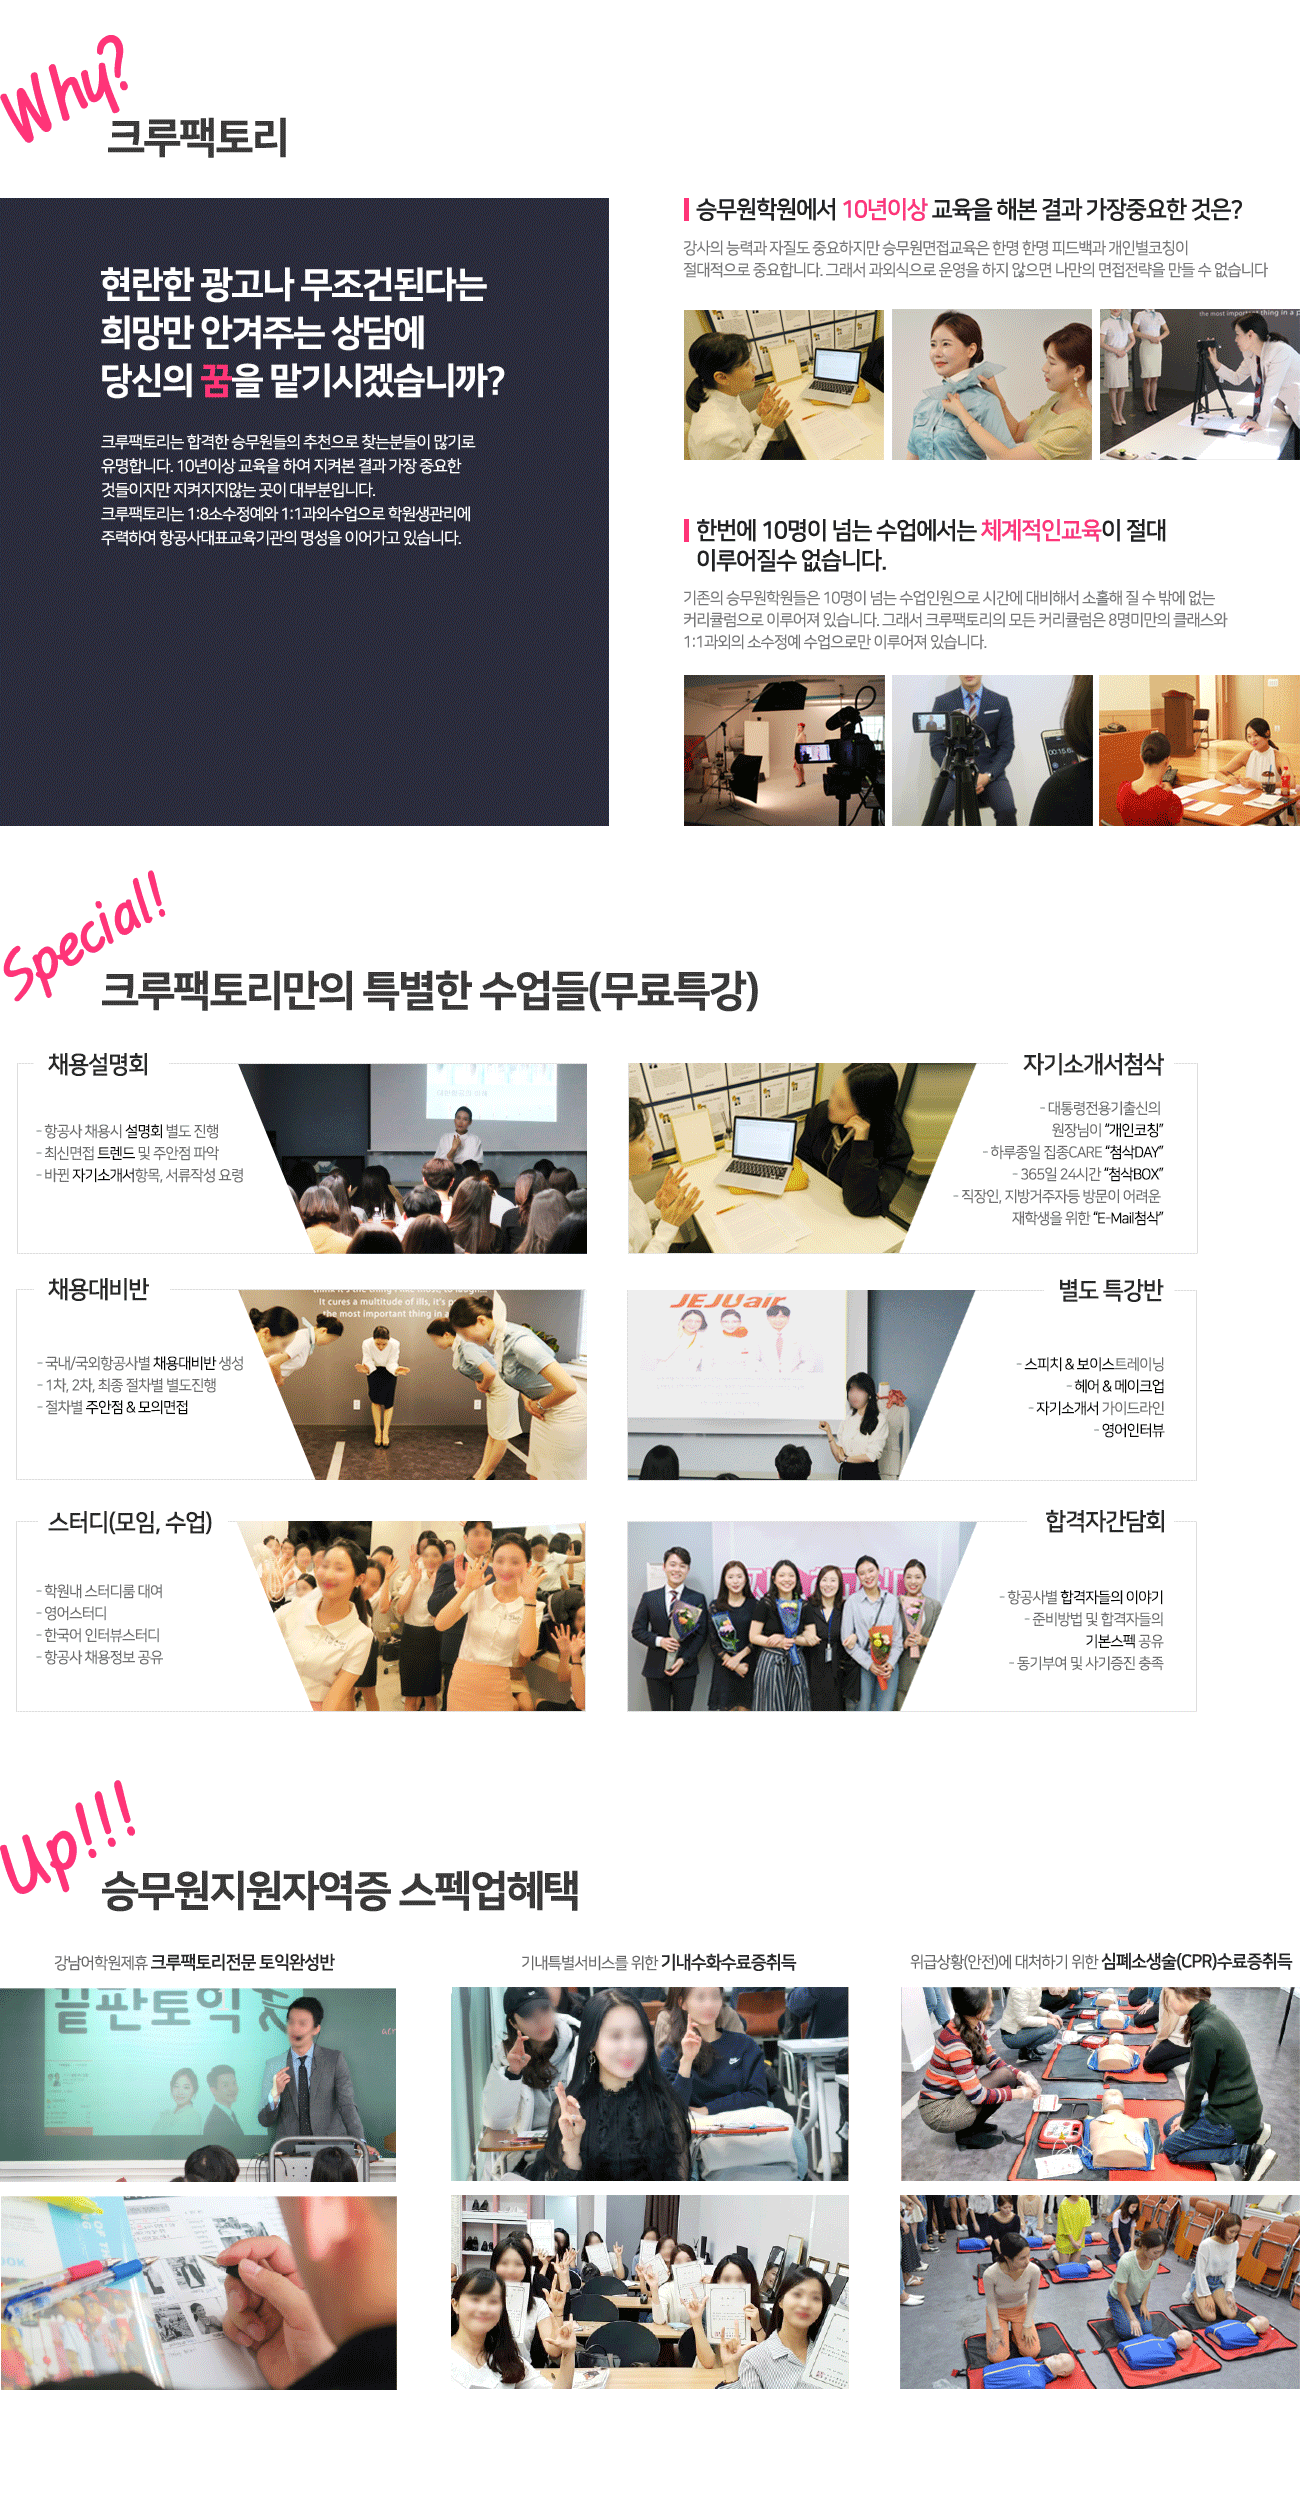 Why?
크루팩토리
현란한 광고나 무조건된다는
희망만 안겨주는 상담에
당신의 꿈을 맡기시겠습니까?
크루팩토리는 합격한 승무원들의 추천으로 찾는분들이 많기로
유명합니다. 10년이상 교육을 하여 지켜본 결과 가장 중요한
것들이지만 지켜지지않는 곳이 대부분입니다.
크루팩토리는 1:8소수정예와 1:1과외수업으로 학원생관리에
주력하여 항공사대표교육기관의 명성을 이어가고 있습니다.
승무원학원에서 10년이상 교육을 해본 결과 가장중요한 것은?
강사의 능력과 자질도 중요하지만 승무원면접교육은 한명 한명 피드백과 개인별코칭이
절대적으로 중요합니다. 그래서 과외식으로 운영을 하지 않으면 나만의 면접전략을 만들 수 없습니다
the most important thing in a p
한번에 10명이 넘는 수업에서는 체계적인교육이 절대
이루어질수 없습니다.
기존의 승무원학원들은 10명이 넘는 수업인원으로 시간에 대비해서 소홀해 질 수 밖에 없는
커리큘럼으로 이루어져 있습니다. 그래서 크루팩토리의 모든 커리큘럼은 8명미만의 클래스와
1:1과외의 소수정예 수업으로만 이루어져 있습니다.
Special!
크루팩토리만의 특별한 수업들(무료특강)
채용설명회
- 항공사 채용시 설명회 별도 진행
- 최신면접 트렌드 및 주안점 파악
- 바뀐 자기소개서항목, 서류작성 요령
자기소개서첨삭
- 대통령전용기출신의
원장님이 "개인코칭"
- 하루종일 집중CARE "첨삭DAY"
- 365일 24시간 "첨삭BOX"
- 직장인, 지방거주자등 방문이 어려운
재학생을 위한 "E-Mail첨삭"
채용대비반
- 국내/국외항공사별 채용대비반 생성
- 1차, 2차, 최종 절차별 별도진행
- 절차별 주안점 & 모의면접
It cures a multitude of ills, it's p
the most important thing in a
별도 특강반
JEJUair
- 스피치 & 보이스트레이닝
- 헤어 & 메이크업
- 자기소개서 가이드라인
- 영어인터뷰
스터디(모임, 수업)
- 학원내 스터디룸 대여
- 영어스터디
- 한국어 인터뷰스터디
- 항공사 채용정보 공유
합격자간담회
- 항공사별 합격자들의 이야기
- 준비방법 및 합격자들의
기본스펙 공유
- 동기부여 및 사기증진 충족
Up!!!
승무원지원자역증 스펙업혜택
강남어학원제휴 크루팩토리전문 토익완성반
기내특별서비스를 위한 기내수화수료증취득
위급상황(안전)에 대처하기 위한 심폐소생술(CPR)수료증취득
끝판토익